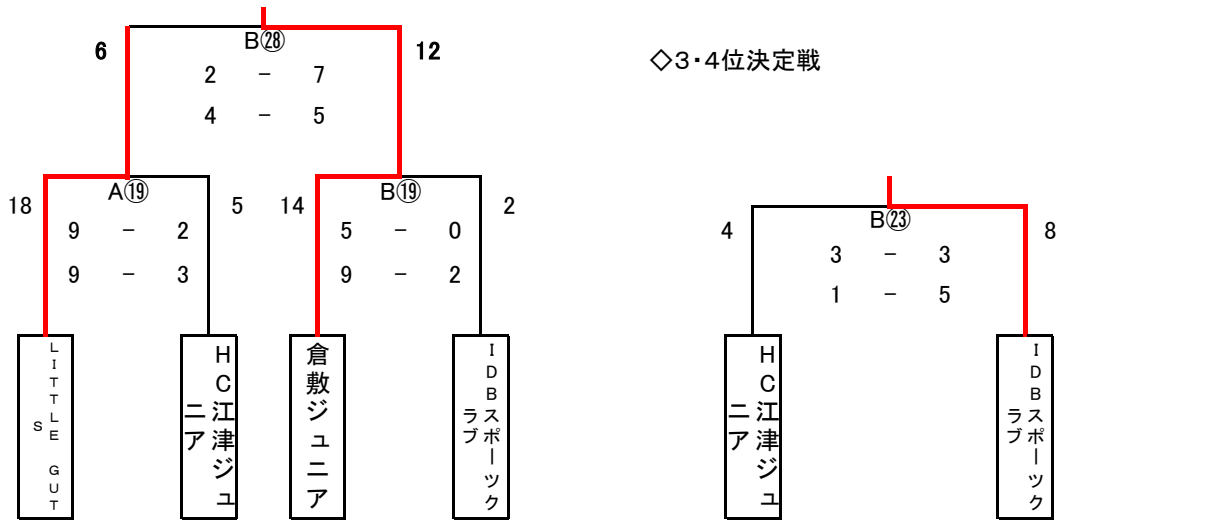 6
B㉘
12
2 － 7
4 － 5
◇3・4位決定戦
18
A⑲
5
9 － 2
9 － 3
14
B⑲
2
5 － 0
9 － 2
4
B㉓
8
3 － 3
1 － 5
LITTLE GUT
S
HC江津ジュ
ニア
倉敷ジュニア
IDBスポーツク
ラブ
HC江津ジュ
ニア
IDBスポーツク
ラブ